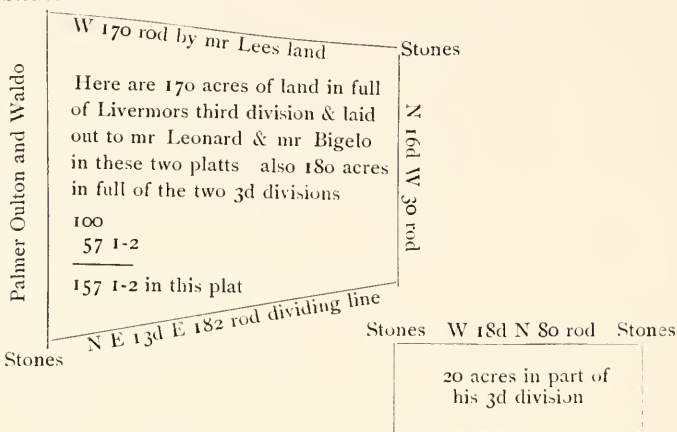 W 170 rod by mr Lees land
Stones
Palmer Oulton and Waldo
Here are 170 acres of land in full
of Livermors third division & laid
out to mr Leonard & mr Bigelo
in these two platts also 180 acres
in full of the two 3d divisions
100
57 1-2
157 1-2 in this plat
N 16d W 30 rod
N E 13d E 182 rod dividing line
Stones
Stones W 18d N 80 rod Stones
20 acres in part of
his 3d division